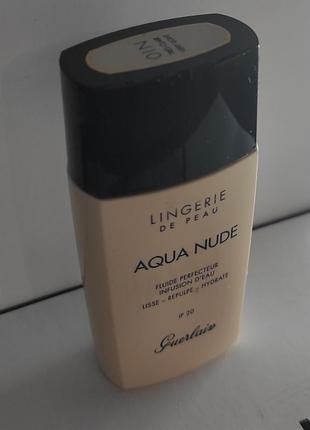 01N
LINGERIE
DE PEAU
AQUA NUDE
FLUIDE PERFECTEUR
INFUSION D'EAU
LISSE - REPULPE - HYDRATE
IP 20
Guerlain